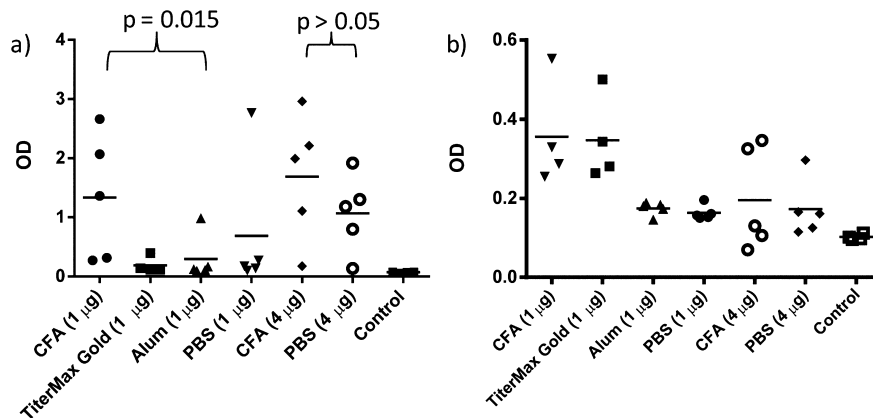 a)
p = 0.015
p > 0.05
OD
4
3
2
1
0
CFA (1 μg)
TiterMax Gold (1 μg)
Alum (1 μg)
PBS (1 μg)
CFA (4 μg)
PBS (4 μg)
Control
b)
OD
0.6
0.4
0.2
0.0
CFA (1 μg)
TiterMax Gold (1 μg)
Alum (1 μg)
PBS (1 μg)
CFA (4 μg)
PBS (4 μg)
Control